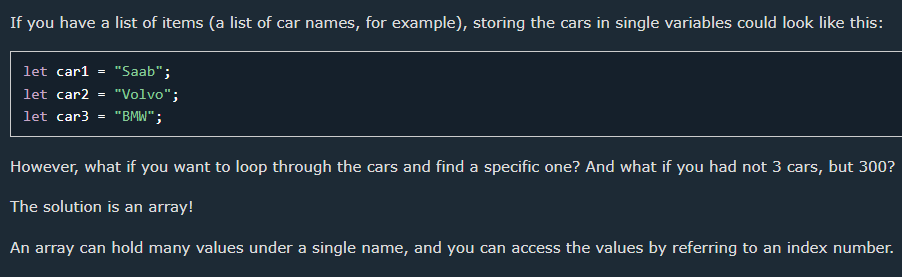 If you have a list of items (a list of car names, for example), storing the cars in single variables could look like this:
let car1 = "Saab";
let car2 = "Volvo";
let car3 = "BMW";
However, what if you want to loop through the cars and find a specific one? And what if you had not 3 cars, but 300?
The solution is an array!
An array can hold many values under a single name, and you can access the values by referring to an index number.